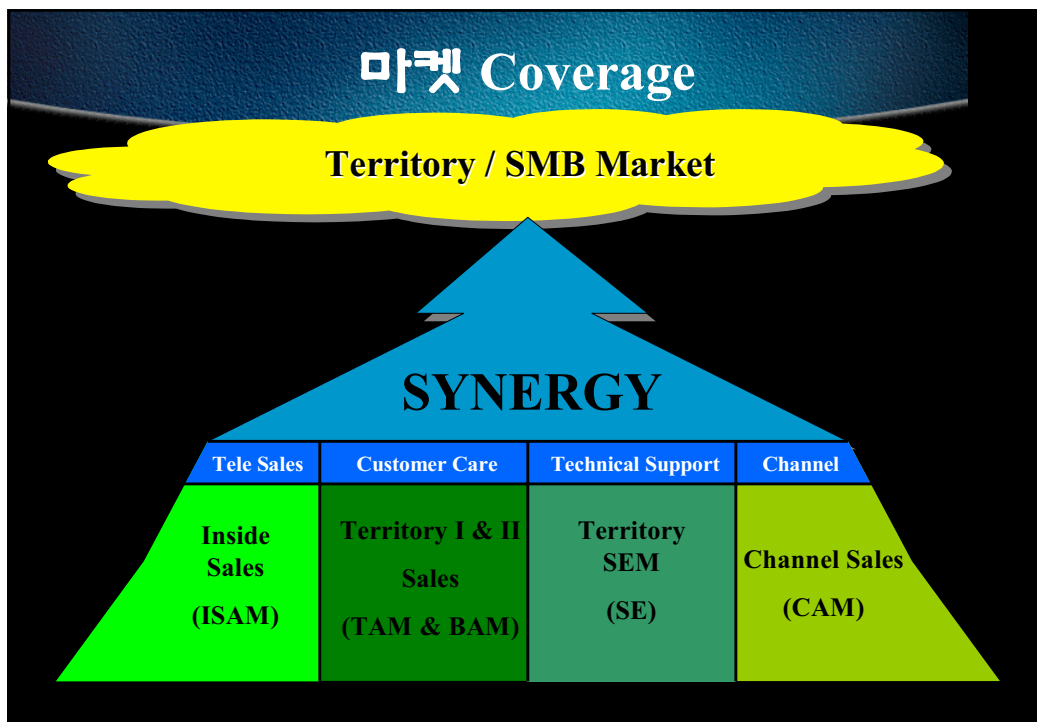 마켓 Coverage
Territory / SMB Market
SYNERGY
Tele Sales
Customer Care
Technical Support
Channel
Inside
Sales
(ISAM)
Territory I & II
Sales
(TAM & BAM)
Territory
SEM
(SE)
Channel Sales
(CAM)